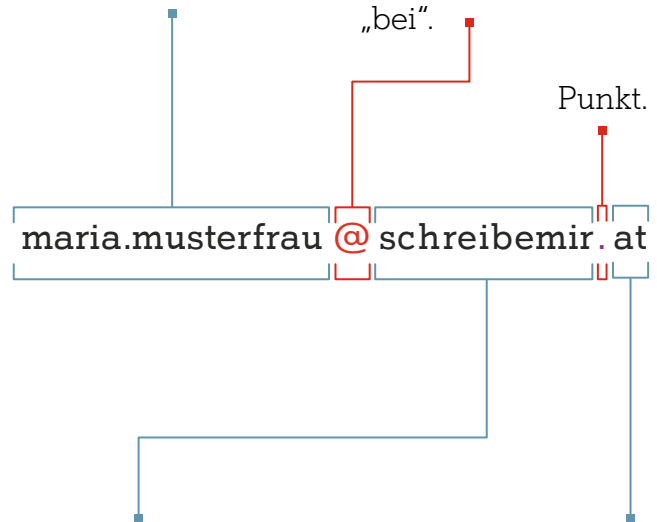 „bei“.
Punkt.
maria.musterfrau @ schreibemir . at